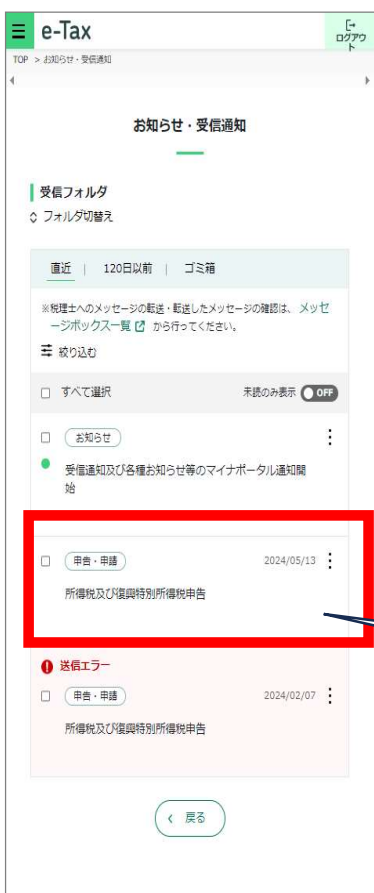 e-Tax
ログアウ
ト
TOP > お知らせ・受信通知
お知らせ・受信通知
受信フォルダ
フォルダ切替え
直近 | 120日以前 | ゴミ箱
※税理士へのメッセージの転送・転送したメッセージの確認は、メッセ
ージボックス一覧 から行ってください。
絞り込む
すべて選択 未読のみ表示 OFF
お知らせ
受信通知及び各種お知らせ等のマイナポータル通知開
始
申告・申請 2024/05/13
所得税及び復興特別所得税申告
送信エラー
申告・申請 2024/02/07
所得税及び復興特別所得税申告
戻る